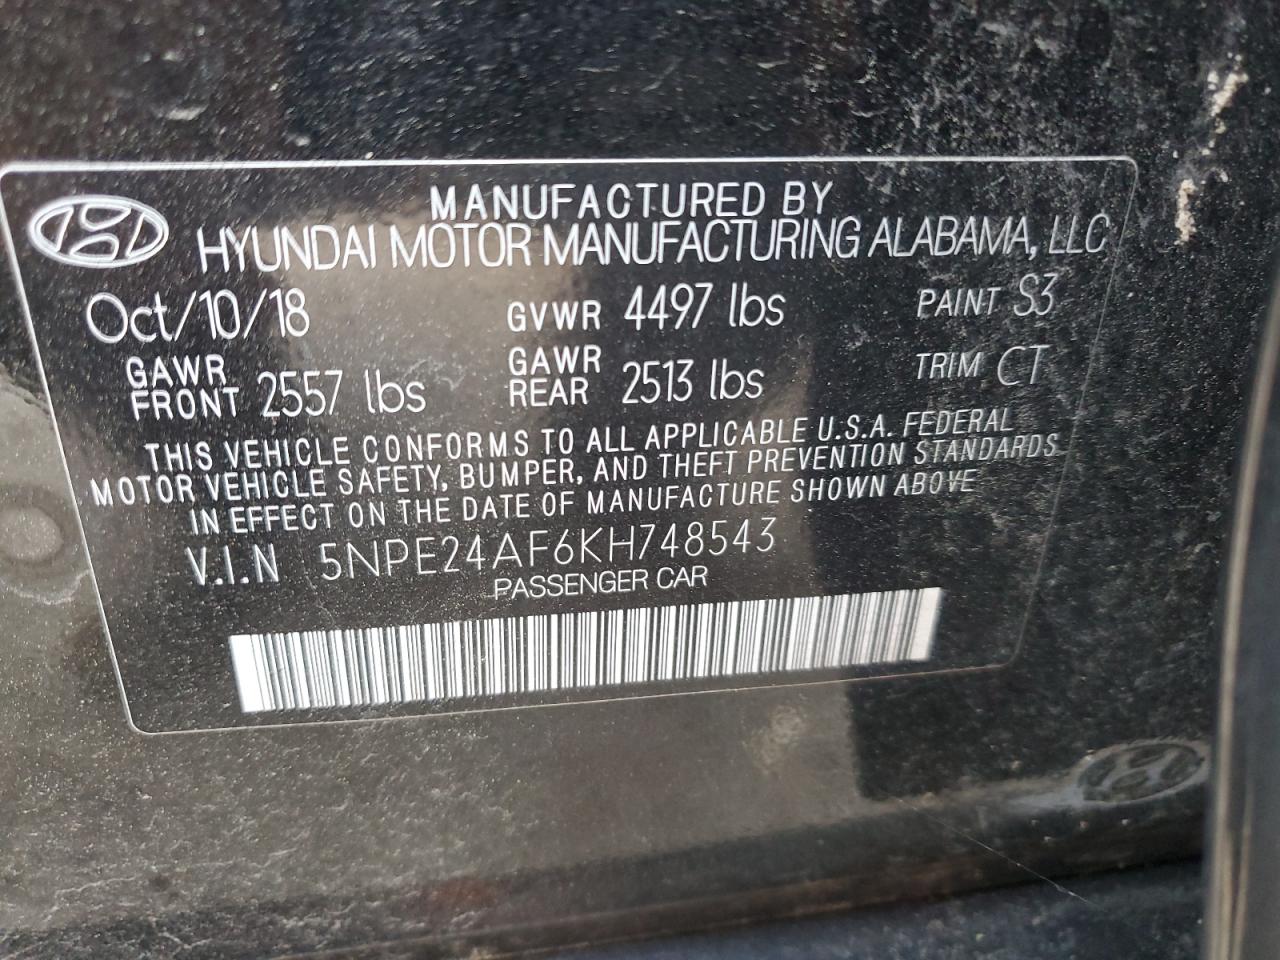 MANUFACTURED BY
HYUNDAI MOTOR MANUFACTURING ALABAMA, LLC
Oct/10/18 GVWR 4497 lbs PAINT S3
GAWR FRONT 2557 lbs GAWR REAR 2513 lbs TRIM CT
THIS VEHICLE CONFORMS TO ALL APPLICABLE U.S.A. FEDERAL
MOTOR VEHICLE SAFETY, BUMPER, AND THEFT PREVENTION STANDARDS
IN EFFECT ON THE DATE OF MANUFACTURE SHOWN ABOVE
V.I.N 5NPE24AF6KH748543
PASSENGER CAR